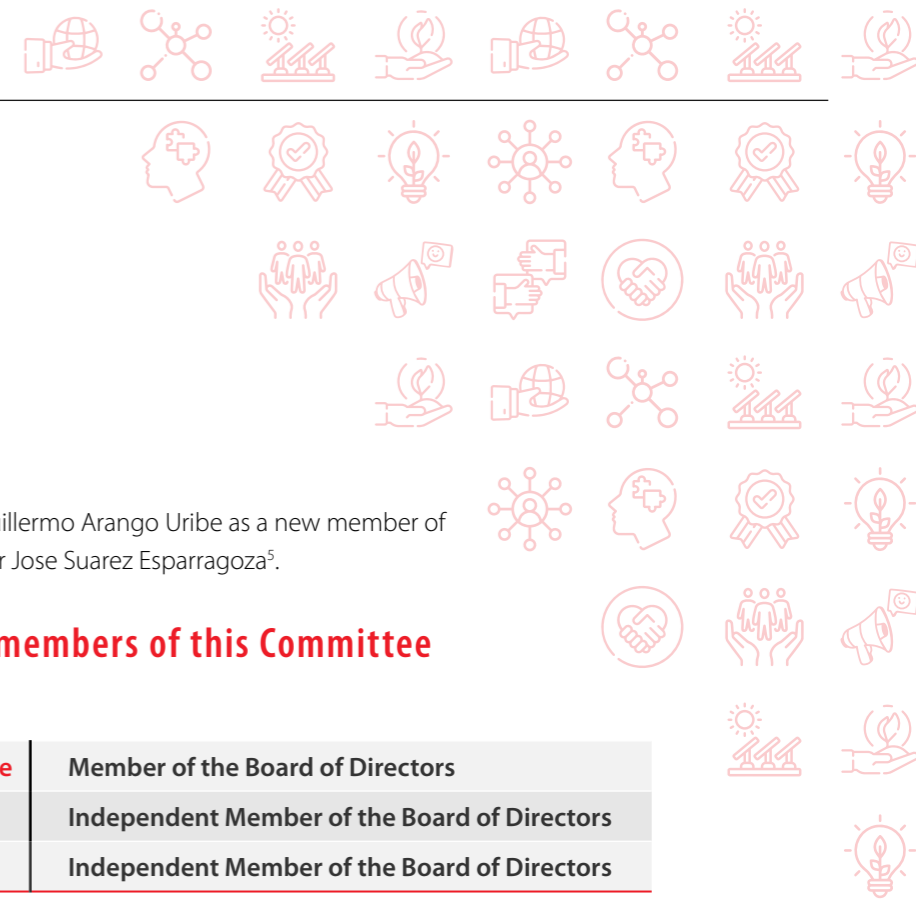 illermo Arango Uribe as a new member of
r Jose Suarez Esparragoza⁵.
members of this Committee
e Member of the Board of Directors
Independent Member of the Board of Directors
Independent Member of the Board of Directors